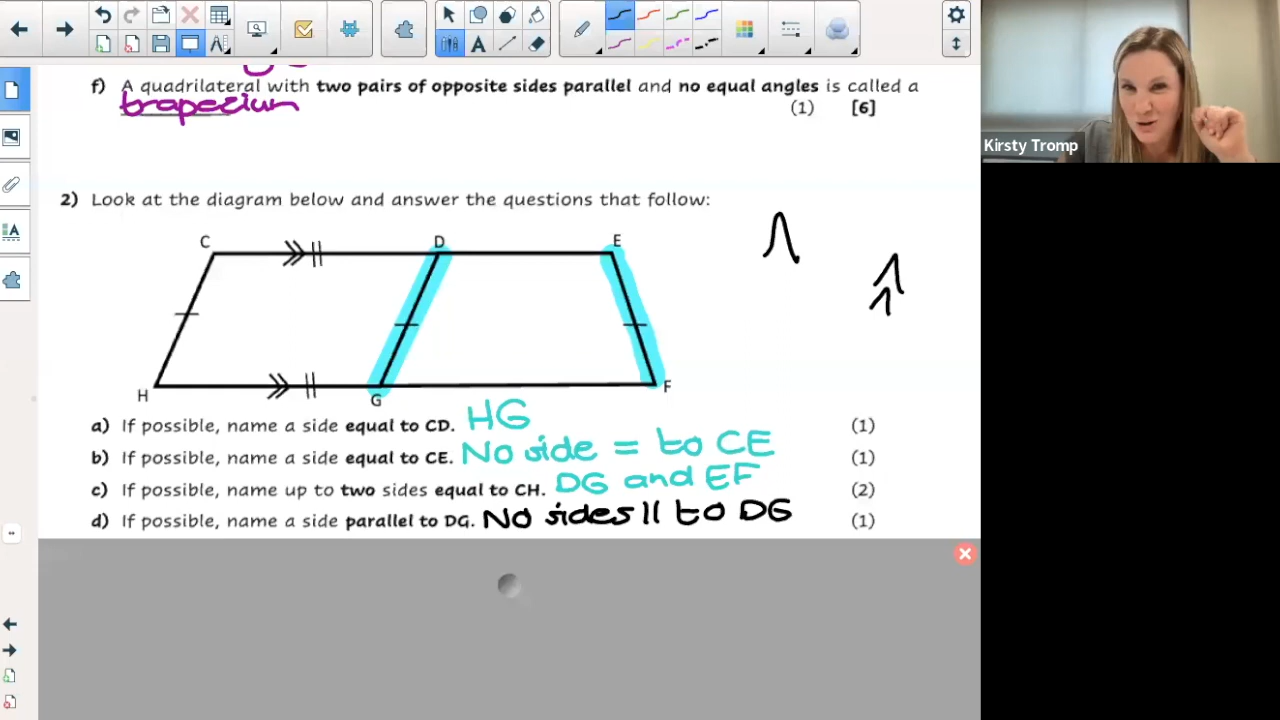 f) A quadrilateral with two pairs of opposite sides parallel and no equal angles is called a
trapezium (1) [6]
Kirsty Tromp
2) Look at the diagram below and answer the questions that follow:
C D E
H G F
a) If possible, name a side equal to CD. HG (1)
b) If possible, name a side equal to CE. No side = to CE (1)
c) If possible, name up to two sides equal to CH. DG and EF (2)
d) If possible, name a side parallel to DG. No sides || to DG (1)